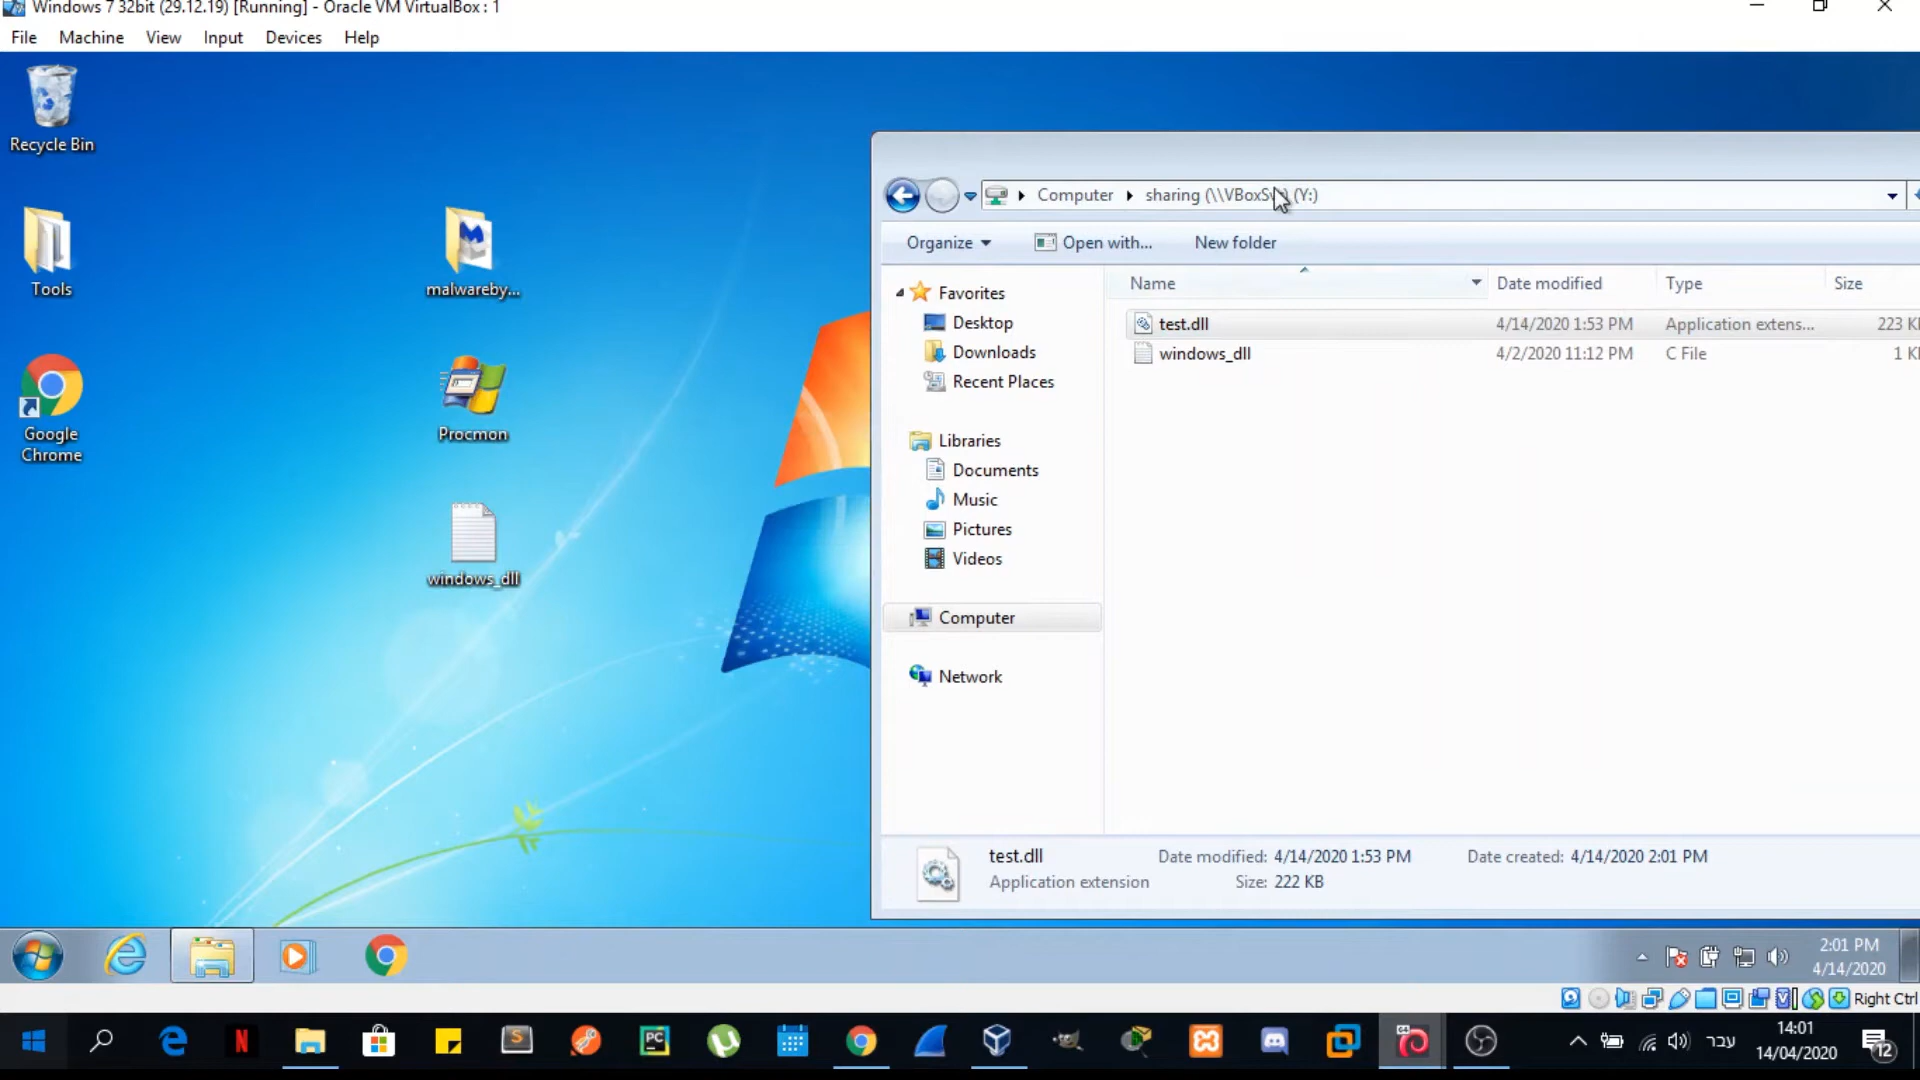 Windows 7 32bit (29.12.19) [Running] - Oracle VM VirtualBox : 1
File Machine View Input Devices Help
Recycle Bin
Tools
malwareby...
Google
Chrome
Procmon
windows_dll
Computer sharing (\\VBoxSv (Y:)
Organize Open with... New folder
Name Date modified Type Size
Favorites
Desktop
Downloads
Recent Places
Libraries
Documents
Music
Pictures
Videos
Computer
Network
test.dll 4/14/2020 1:53 PM Application extens... 223 K
windows_dll 4/2/2020 11:12 PM C File 1 K
test.dll Date modified: 4/14/2020 1:53 PM Date created: 4/14/2020 2:01 PM
Application extension Size: 222 KB
2:01 PM
4/14/2020
Right Ctrl
עבר
14:01
14/04/2020
12